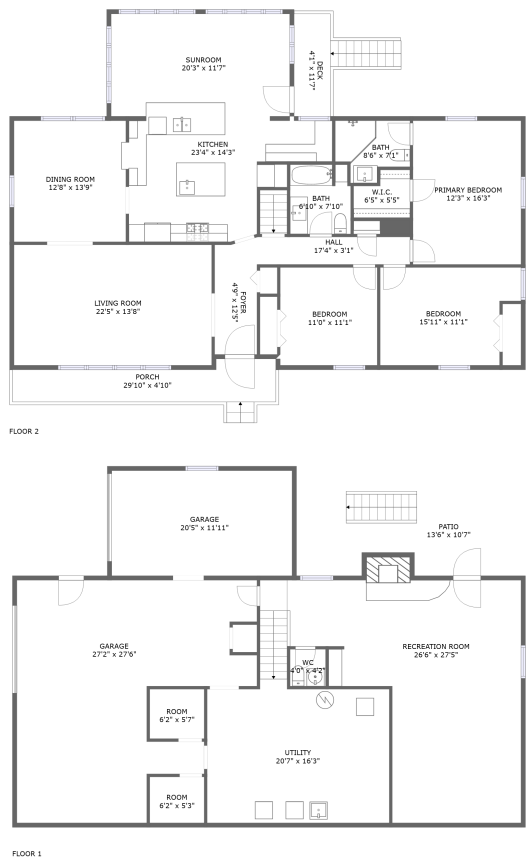 SUNROOM
20'3" x 11'7"
DECK
4'1" x 11'7"
KITCHEN
23'4" x 14'3"
BATH
8'6" x 7'1"
DINING ROOM
12'8" x 13'9"
W.I.C.
6'5" x 5'5"
PRIMARY BEDROOM
12'3" x 16'3"
BATH
6'10" x 7'10"
HALL
17'4" x 3'1"
LIVING ROOM
22'5" x 13'8"
FOYER
4'9" x 12'5"
BEDROOM
11'0" x 11'1"
BEDROOM
15'11" x 11'1"
PORCH
29'10" x 4'10"
FLOOR 2
GARAGE
20'5" x 11'11"
PATIO
13'6" x 10'7"
GARAGE
27'2" x 27'6"
RECREATION ROOM
26'6" x 27'5"
WC
4'0" x 4'2"
ROOM
6'2" x 5'7"
UTILITY
20'7" x 16'3"
ROOM
6'2" x 5'3"
FLOOR 1